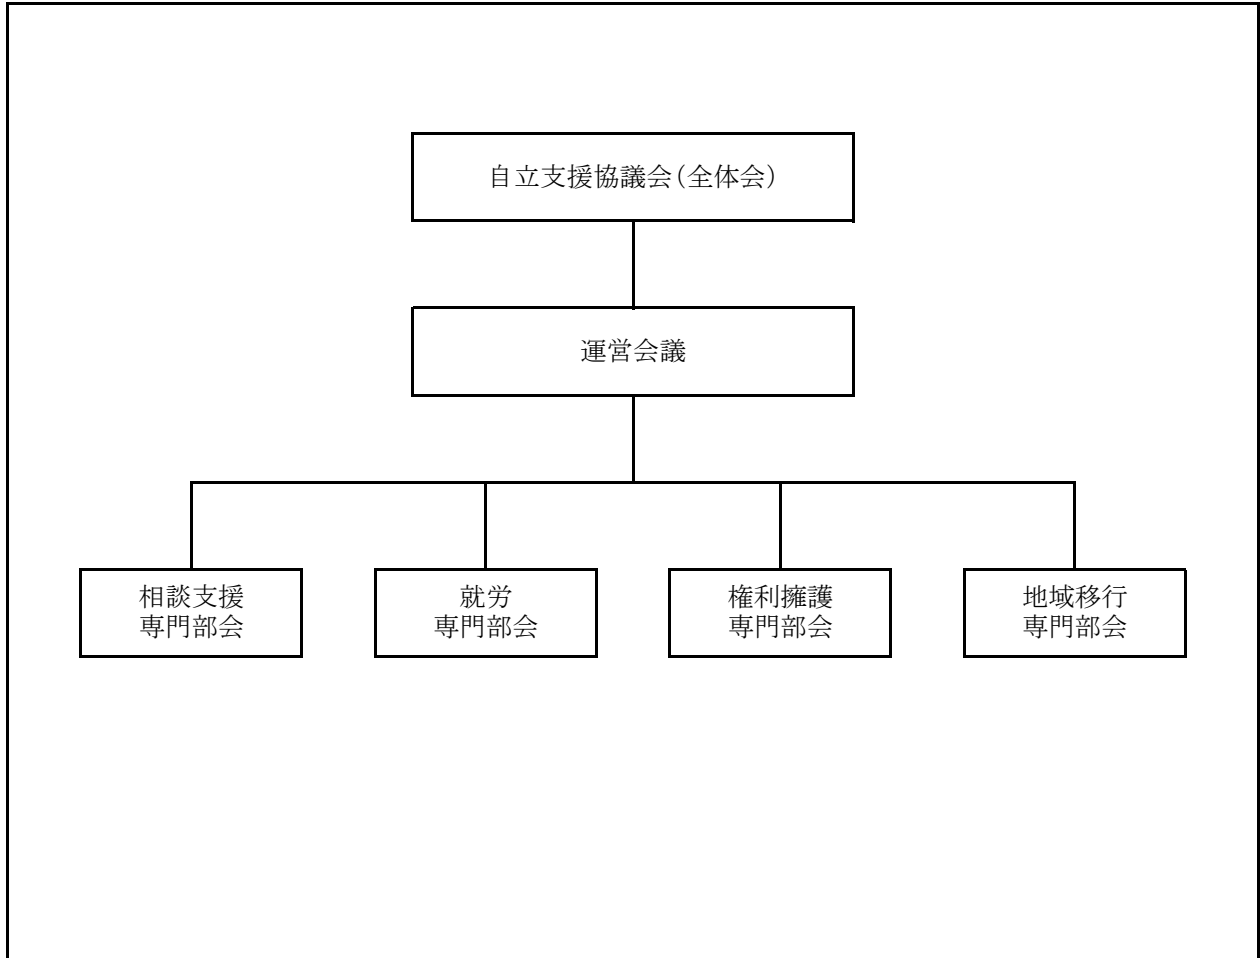 自立支援協議会(全体会)
運営会議
相談支援
専門部会
就労
専門部会
権利擁護
専門部会
地域移行
専門部会